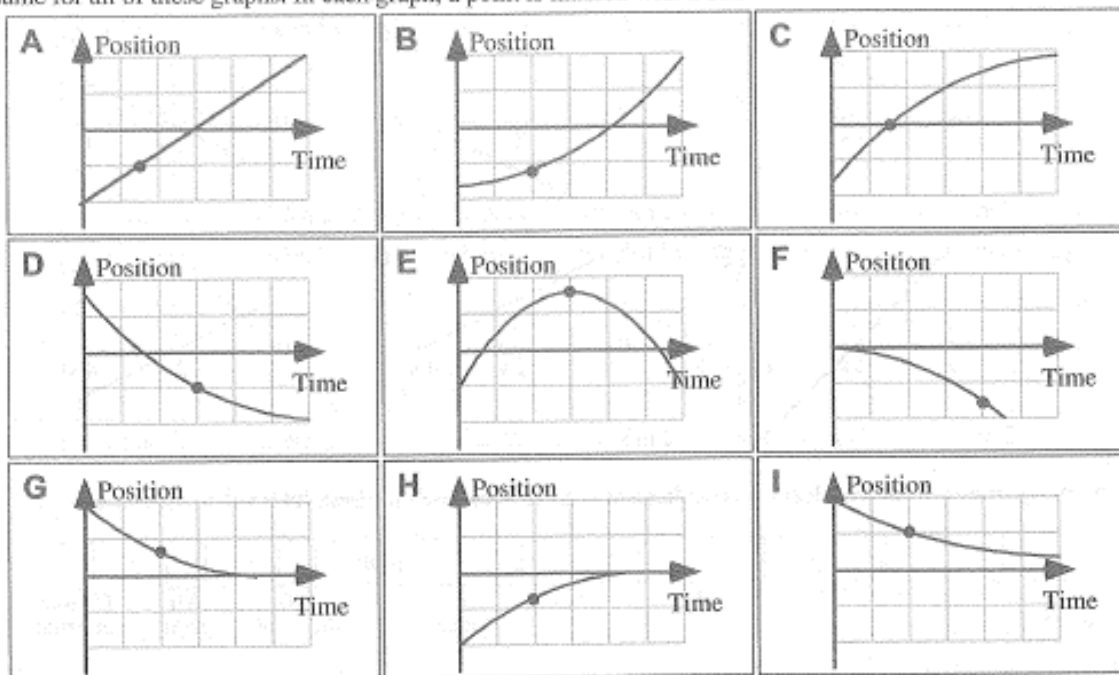 A Position
Time
B Position
Time
C Position
Time
D Position
Time
E Position
Time
F Position
Time
G Position
Time
H Position
Time
I Position
Time